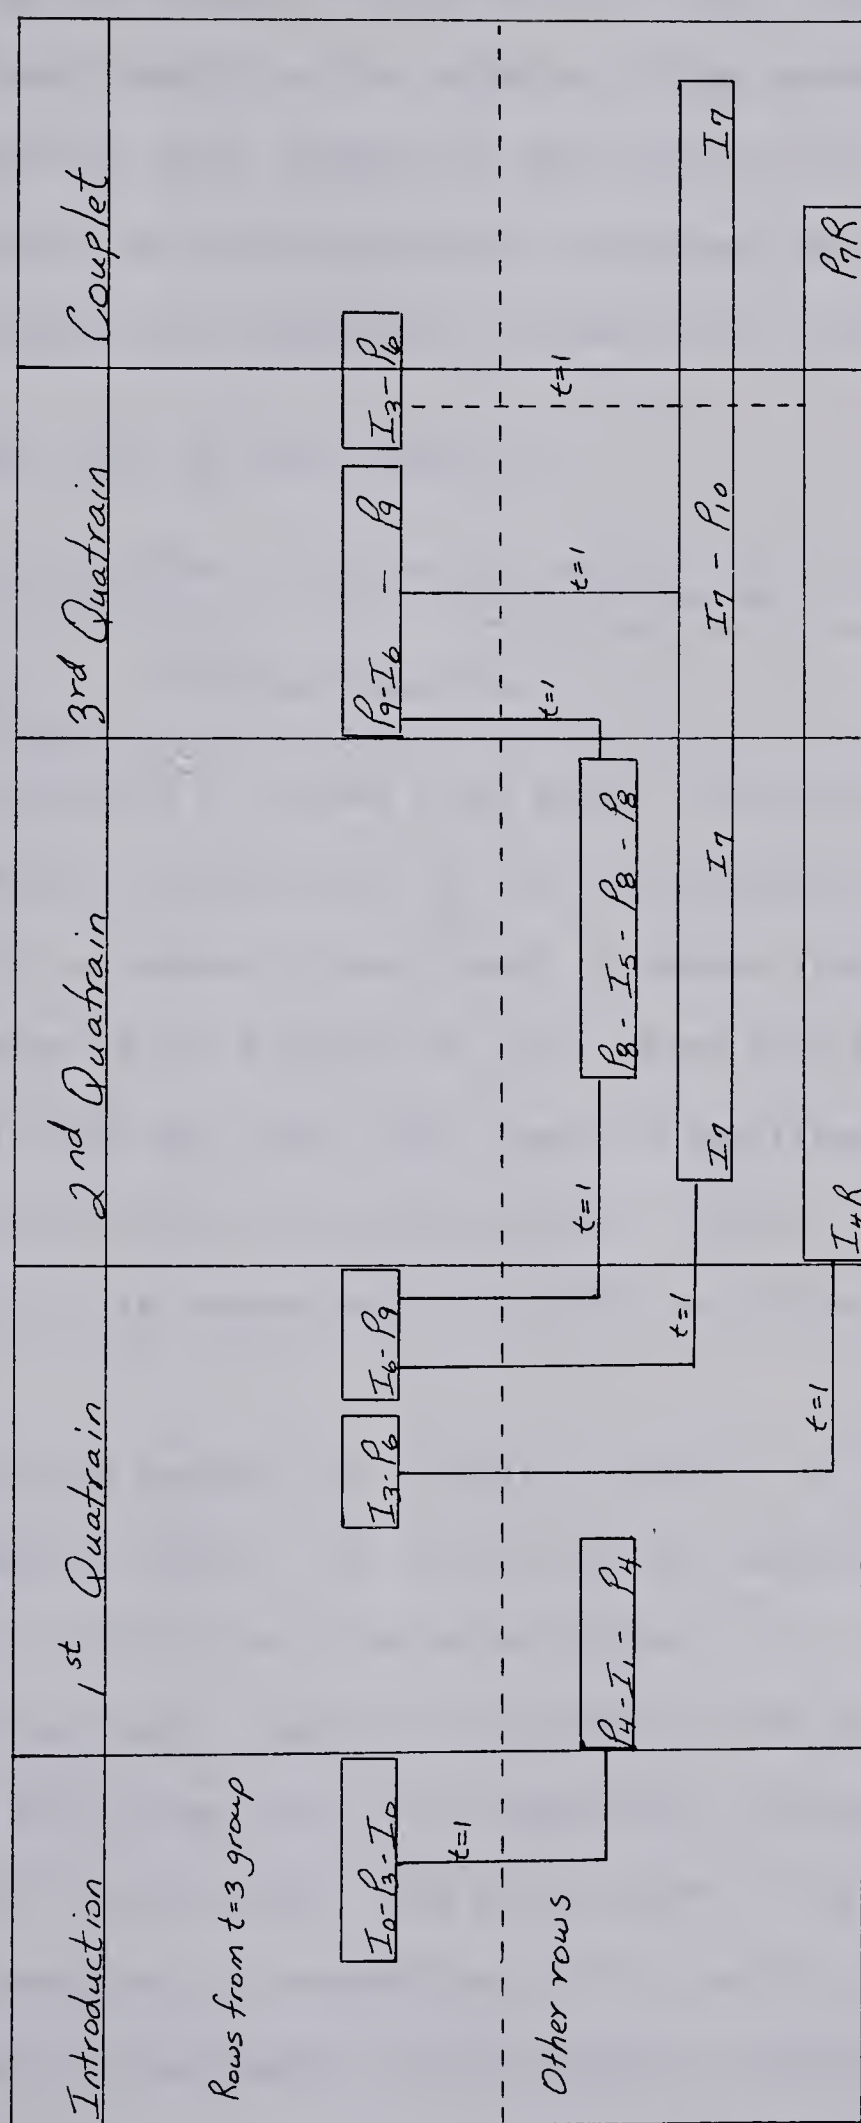 Introduction
1st Quatrain
2nd Quatrain
3rd Quatrain
Couplet
Rows from t=3 group
I0-P3-I0
I3-P6
I6-P9
P9-I6 - P9
I3-P6
t=1
t=1
t=1
t=1
Other rows
P4-I1-P4
t=1
P8-I5-P8-P8
t=1
I7 I7 I7-P10 I7
t=1
I4R P7R